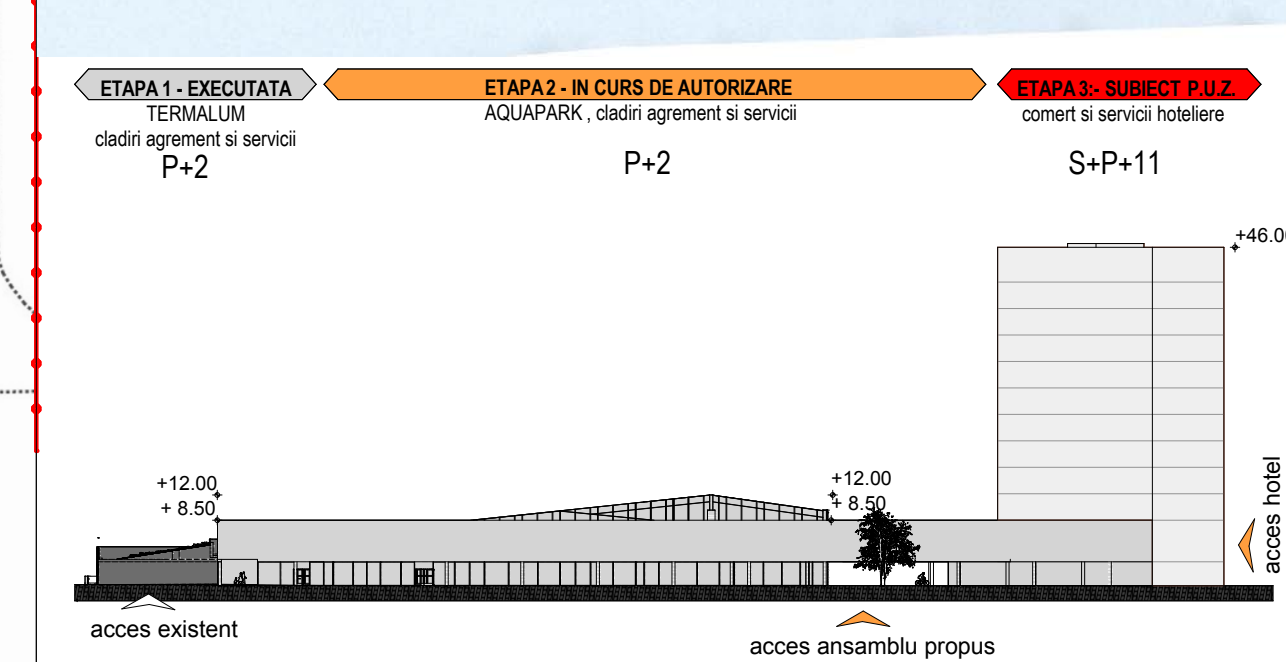 ETAPA 1 - EXECUTATA
TERMALUM
cladiri agrement si servicii
P+2
ETAPA 2 - IN CURS DE AUTORIZARE
AQUAPARK , cladiri agrement si servicii
P+2
ETAPA 3:- SUBIECT P.U.Z.
comert si servicii hoteliere
S+P+11
+46.00
+12.00
+ 8.50
+12.00
+ 8.50
acces hotel
acces existent
acces ansamblu propus